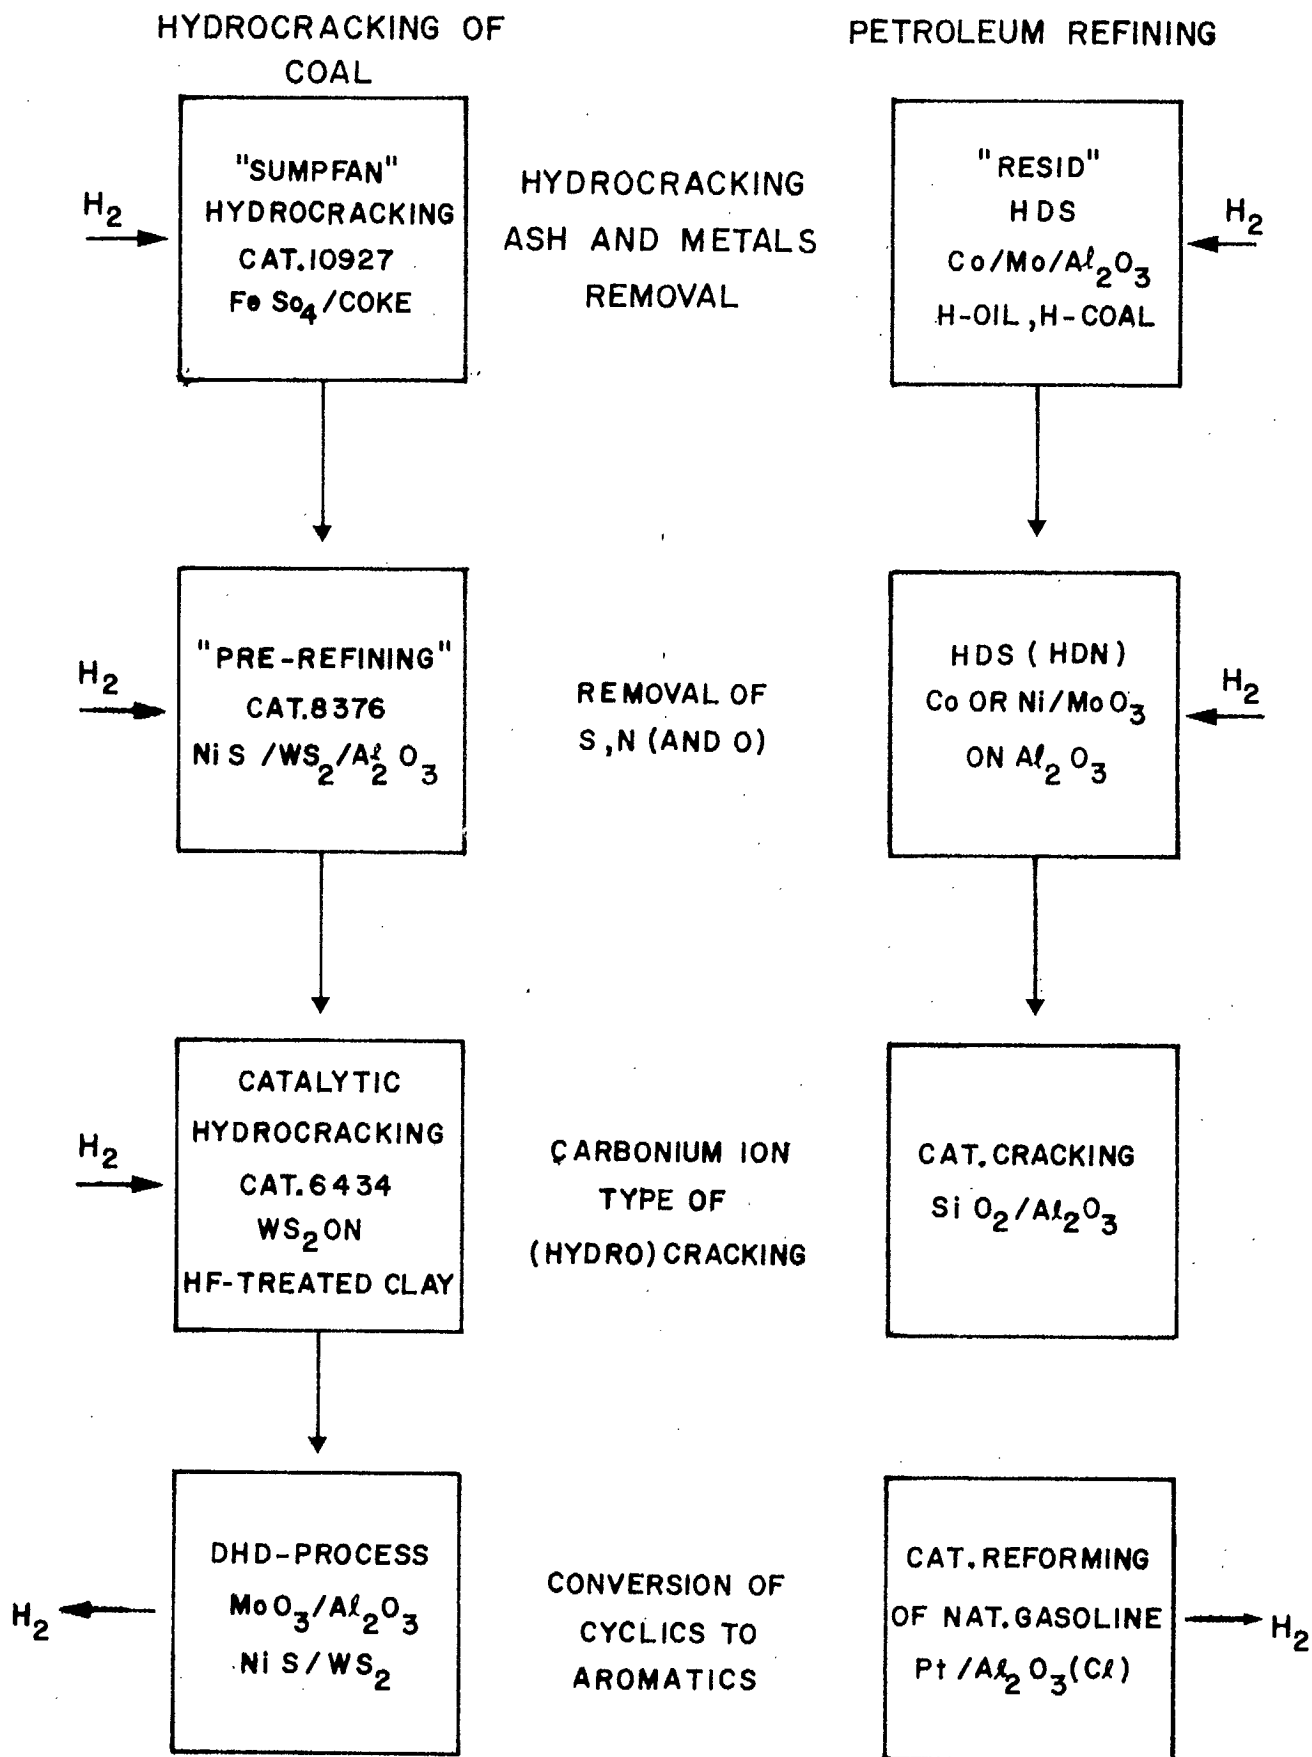 HYDROCRACKING OF
COAL
PETROLEUM REFINING
H2
"SUMPFAN"
HYDROCRACKING
CAT.10927
Fe So4/COKE
HYDROCRACKING
ASH AND METALS
REMOVAL
"RESID"
HDS
Co/Mo/Al2O3
H-OIL, H-COAL
H2
H2
"PRE-REFINING"
CAT.8376
NiS/WS2/Al2O3
REMOVAL OF
S,N (AND O)
HDS (HDN)
Co OR Ni/MoO3
ON Al2O3
H2
H2
CATALYTIC
HYDROCRACKING
CAT.6434
WS2 ON
HF-TREATED CLAY
CARBONIUM ION
TYPE OF
(HYDRO)CRACKING
CAT.CRACKING
SiO2/Al2O3
H2
DHD-PROCESS
MoO3/Al2O3
NiS/WS2
CONVERSION OF
CYCLICS TO
AROMATICS
CAT.REFORMING
OF NAT.GASOLINE
Pt/Al2O3(Cl)
H2